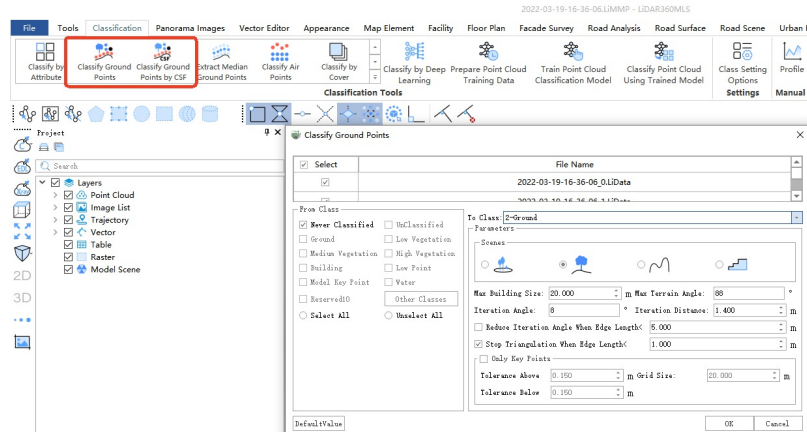 2022-03-19-16-36-06.LiMMP - LiDAR360MLS
File Tools Classification Panorama Images Vector Editor Appearance Map Element Facility Floor Plan Facade Survey Road Analysis Road Surface Road Scene Urban
Classify by Attribute
Classify Ground Points
Classify Ground Points by CSF
Extract Median Ground Points
Classify Air Points
Classify by Cover
Classify by Deep Learning
Prepare Point Cloud Training Data
Train Point Cloud Classification Model
Classify Point Cloud Using Trained Model
Class Setting Options
Profile
Classification Tools
Settings
Manual
Project
Search
Layers
Point Cloud
Image List
Trajectory
Vector
Table
Raster
Model Scene
EDL
2D
3D
Classify Ground Points
Select File Name
2022-03-19-16-36-06_0.LiData
2022-03-19-16-36-06_1.LiData
From Class
Never Classified UnClassified
Ground Low Vegetation
Medium Vegetation High Vegetation
Building Low Point
Model Key Point Water
Reserved10 Other Classes
Select All Unselect All
To Class: 2-Ground
Parameters
Scenes
Max Building Size: 20.000 m Max Terrain Angle: 88 °
Iteration Angle: 8 ° Iteration Distance: 1.400 m
Reduce Iteration Angle When Edge Length< 5.000 m
Stop Triangulation When Edge Length< 1.000 m
Only Key Points
Tolerance Above 0.150 m Grid Size: 20.000 m
Tolerance Below 0.150 m
DefaultValue OK Cancel